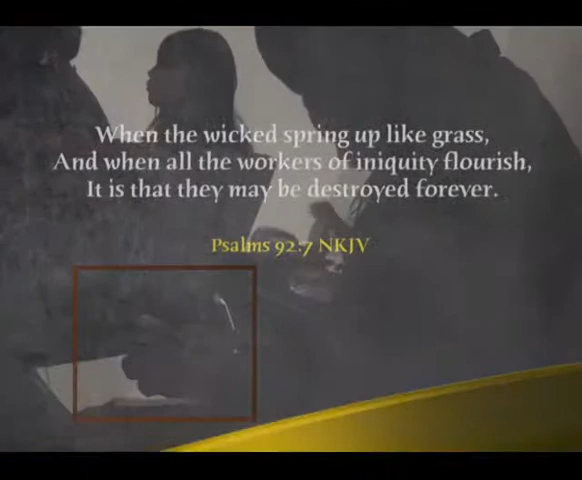 When the wicked spring up like grass,
And when all the workers of iniquity flourish,
It is that they may be destroyed forever.
Psalms 92:7 NKJV